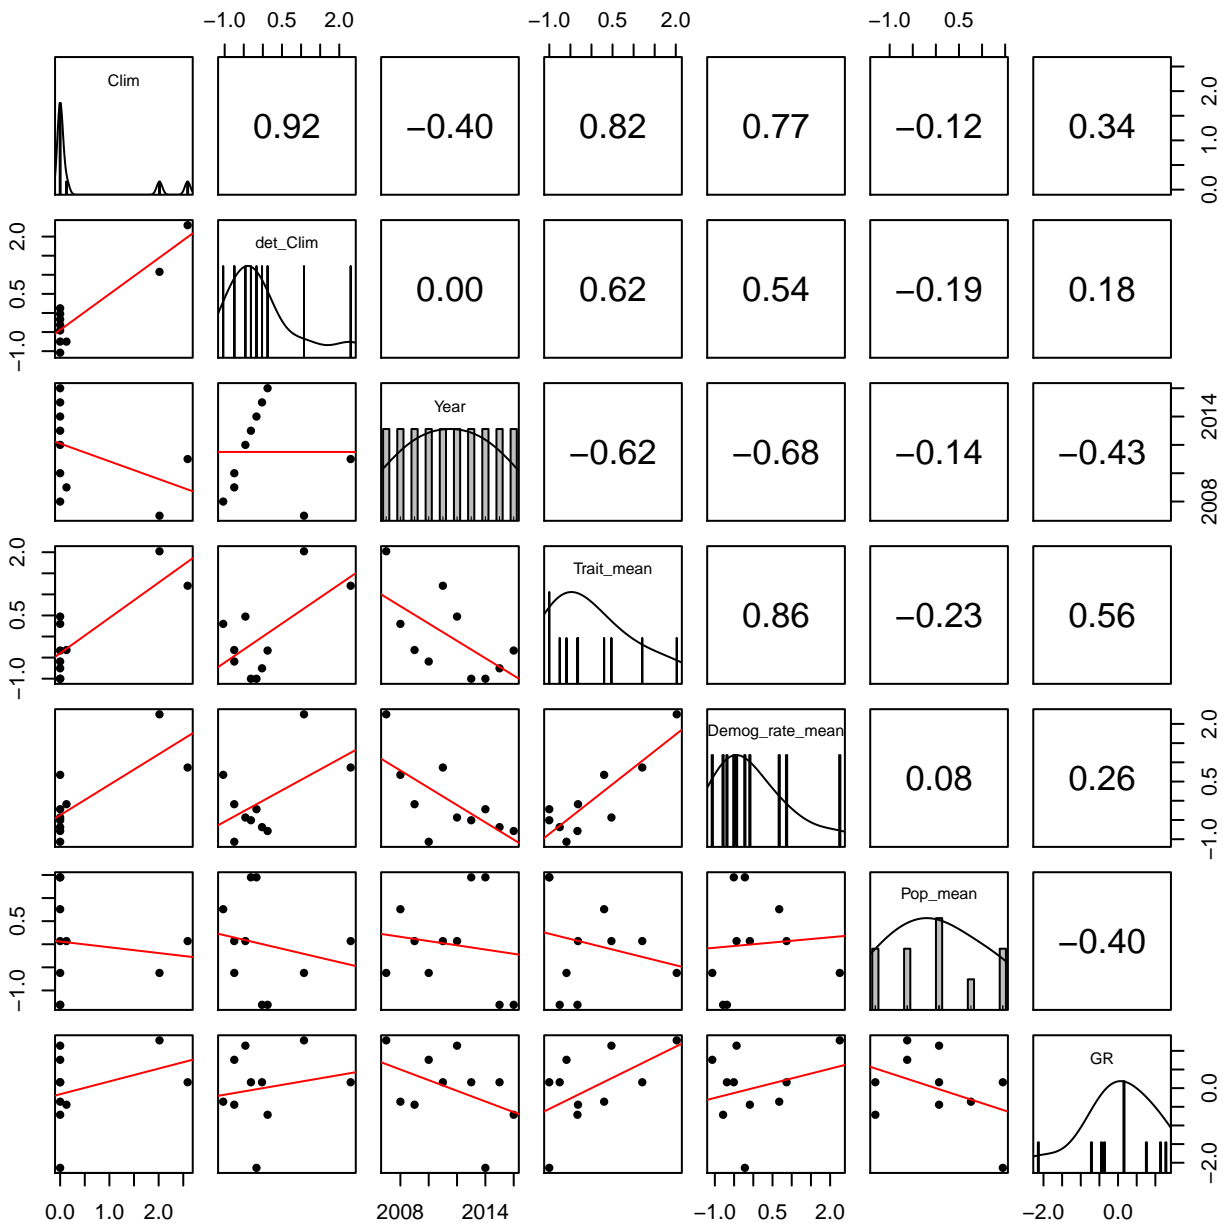 −1.0 0.5 2.0 −1.0 0.5 2.0 −1.0 0.5
Clim 0.92 −0.40 0.82 0.77 −0.12 0.34
0.0 1.0 2.0
det_Clim 0.00 0.62 0.54 −0.19 0.18
−1.0 0.5 2.0
Year −0.62 −0.68 −0.14 −0.43
2008 2014
Trait_mean 0.86 −0.23 0.56
−1.0 0.5 2.0
Demog_rate_mean 0.08 0.26
−1.0 0.5 2.0
Pop_mean −0.40
−1.0 0.5
GR
−2.0 0.0
0.0 2.0 2008 2014 −1.0 0.5 2.0 −2.0 0.0